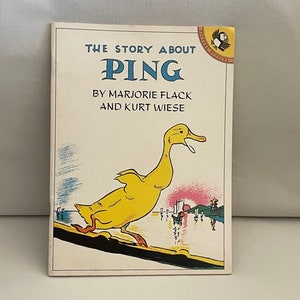 THE STORY ABOUT
PING
BY MARJORIE FLACK
AND KURT WIESE